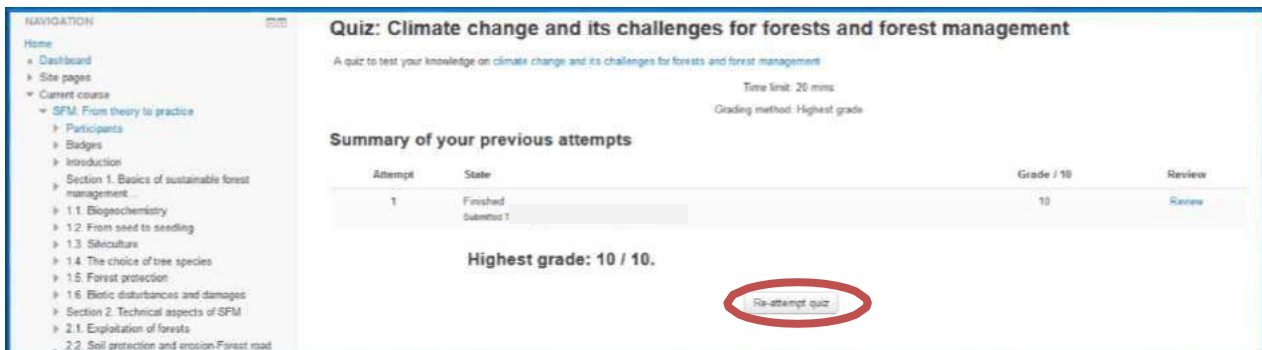 NAVIGATION
Home
Dashboard
Site pages
Current course
SFM: From theory to practice
Participants
Badges
Introduction
Section 1. Basics of sustainable forest
management...
1.1. Biogeochemistry
1.2. From seed to seedling
1.3. Silviculture
1.4. The choice of tree species
1.5. Forest protection
1.6. Biotic disturbances and damages
Section 2. Technical aspects of SFM
2.1. Exploitation of forests
2.2. Soil protection and erosion-Forest road
Quiz: Climate change and its challenges for forests and forest management
A quiz to test your knowledge on climate change and its challenges for forests and forest management
Time limit: 20 mins
Grading method: Highest grade
Summary of your previous attempts
Attempt State Grade / 10 Review
1 Finished 10 Review
Submitted
Highest grade: 10 / 10.
Re-attempt quiz